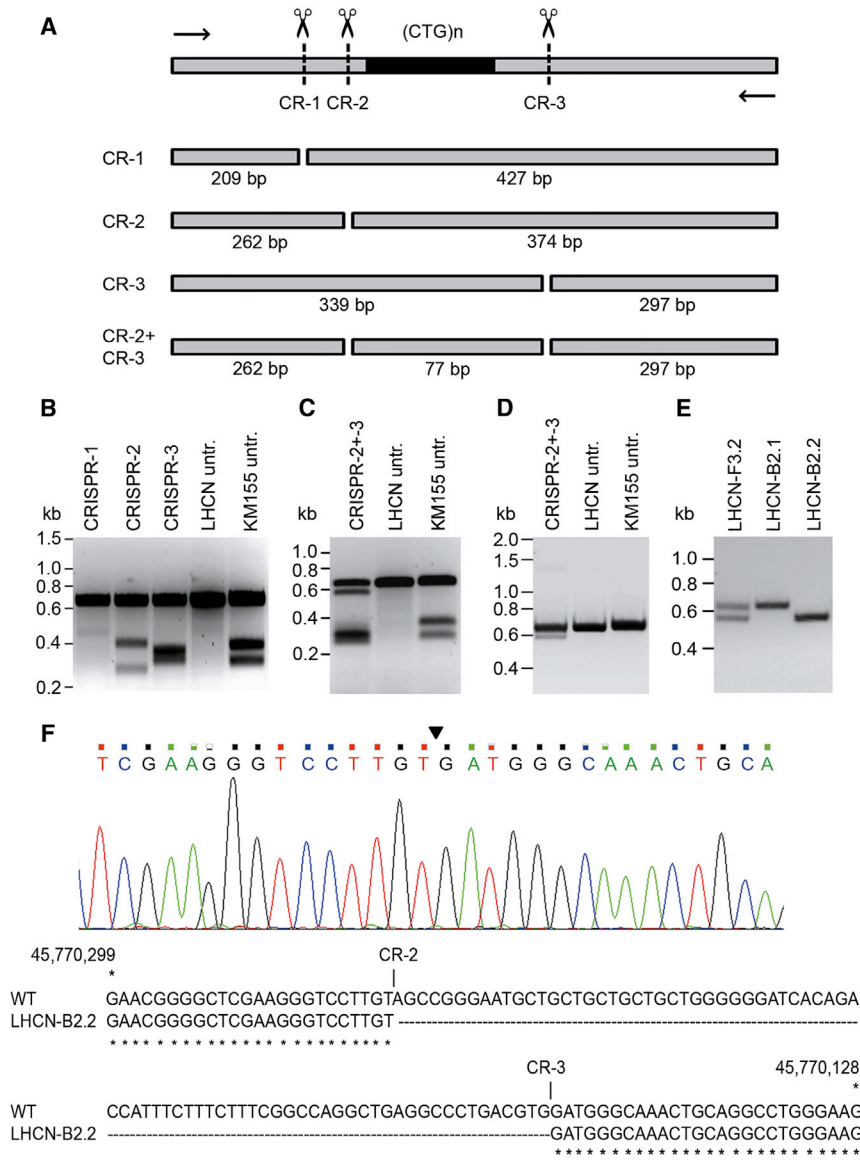 A
(CTG)n
CR-1 CR-2 CR-3
CR-1
209 bp 427 bp
CR-2
262 bp 374 bp
CR-3
339 bp 297 bp
CR-2+
CR-3
262 bp 77 bp 297 bp
B
kb
CRISPR-1
CRISPR-2
CRISPR-3
LHCN untr.
KM155 untr.
1.5
1.0
0.8
0.6
0.4
0.2
C
kb
CRISPR-2+-3
LHCN untr.
KM155 untr.
1.0
0.8
0.6
0.4
0.2
D
kb
CRISPR-2+-3
LHCN untr.
KM155 untr.
2.0
1.0
0.8
0.6
0.4
E
kb
LHCN-F3.2
LHCN-B2.1
LHCN-B2.2
1.0
0.6
0.4
F
T C G A A G G G T C C T T G T G A T G G G C A A A C T G C A
45,770,299 CR-2
*
WT GAACGGGGCTCGAAGGGTCCTTGTAGCCGGGAATGCTGCTGCTGCTGCTGGGGGGATCACAGA
LHCN-B2.2 GAACGGGGCTCGAAGGGTCCTTGT---------------------------------------
************************
CR-3 45,770,128
*
WT CCATTTCTTTCTTTCGGCCAGGCTGAGGCCCTGACGTGGATGGGCAAACTGCAGGCCTGGGAAG
LHCN-B2.2 --------------------------------------GATGGGCAAACTGCAGGCCTGGGAAG
**************************